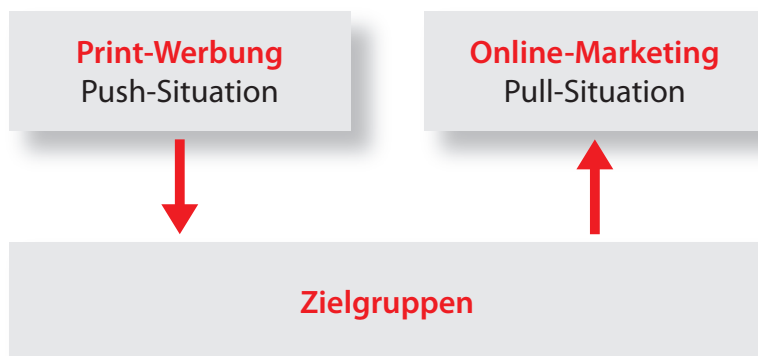 Print-Werbung
Push-Situation
Online-Marketing
Pull-Situation
Zielgruppen